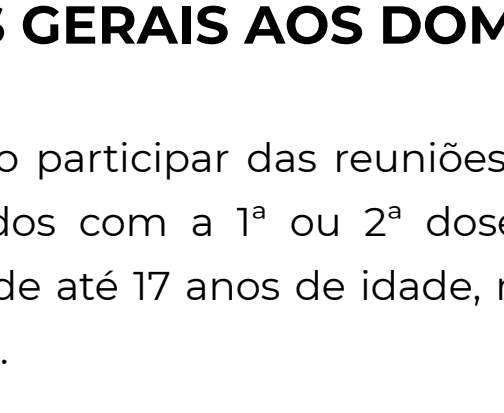 S GERAIS AOS DOM
o participar das reuniões
dos com a 1ª ou 2ª dose
de até 17 anos de idade,
.